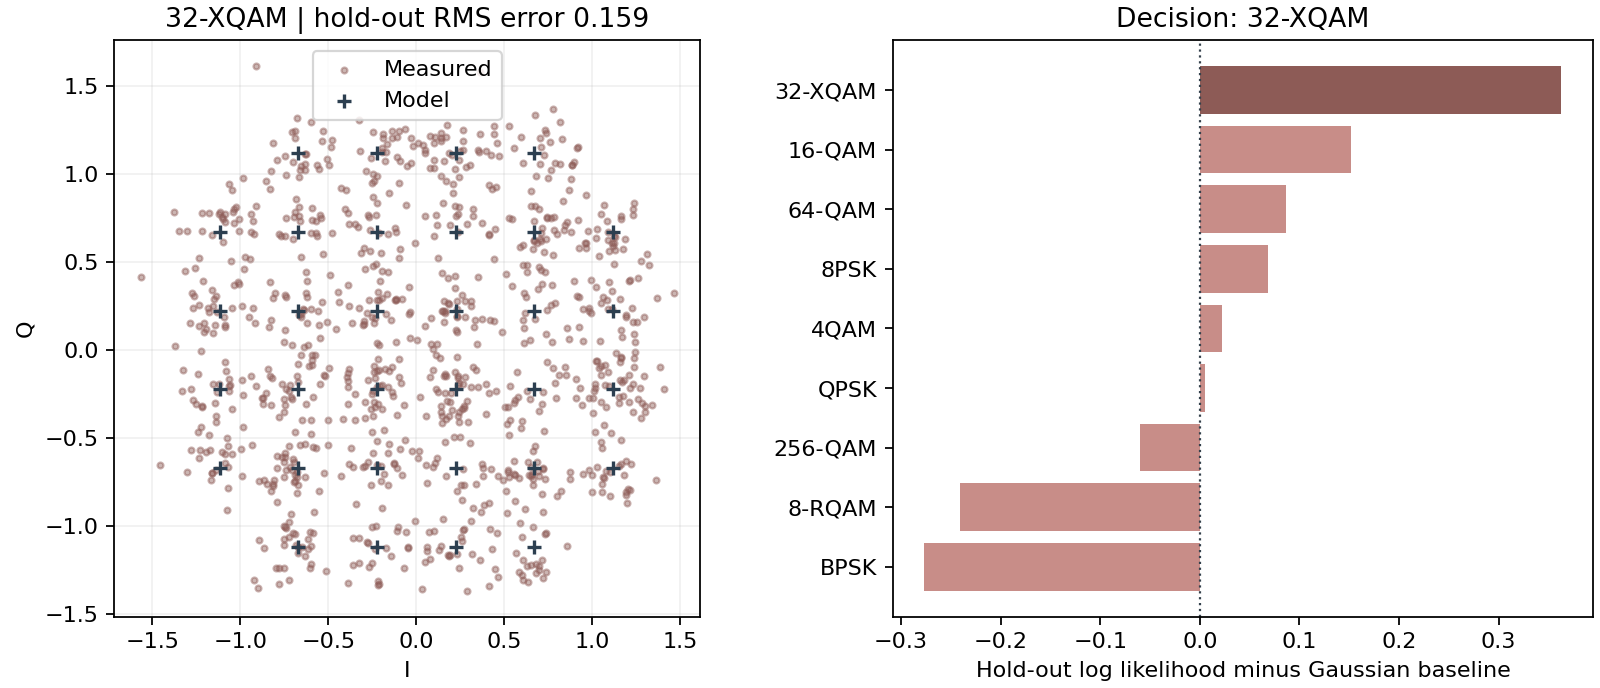 32-XQAM | hold-out RMS error 0.159
Measured
Model
Q
1.5
1.0
0.5
0.0
−0.5
−1.0
−1.5
−1.5
−1.0
−0.5
0.0
0.5
1.0
1.5
I
Decision: 32-XQAM
32-XQAM
16-QAM
64-QAM
8PSK
4QAM
QPSK
256-QAM
8-RQAM
BPSK
−0.3
−0.2
−0.1
0.0
0.1
0.2
0.3
Hold-out log likelihood minus Gaussian baseline